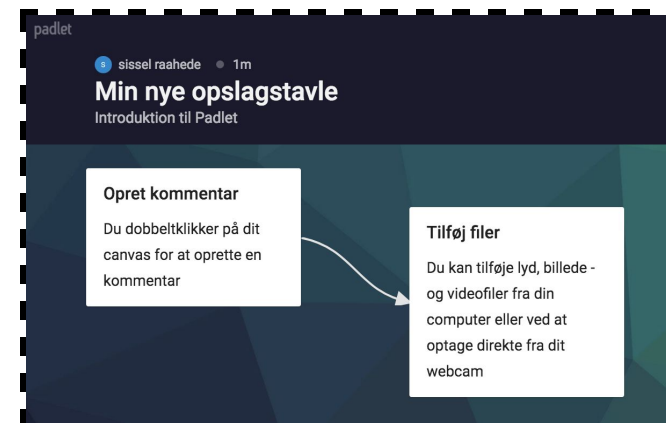 padlet
S sissel raahede 1m
Min nye opslagstavle
Introduktion til Padlet
Opret kommentar
Du dobbeltklikker på dit
canvas for at oprette en
kommentar
Tilføj filer
Du kan tilføje lyd, billede -
og videofiler fra din
computer eller ved at
optage direkte fra dit
webcam